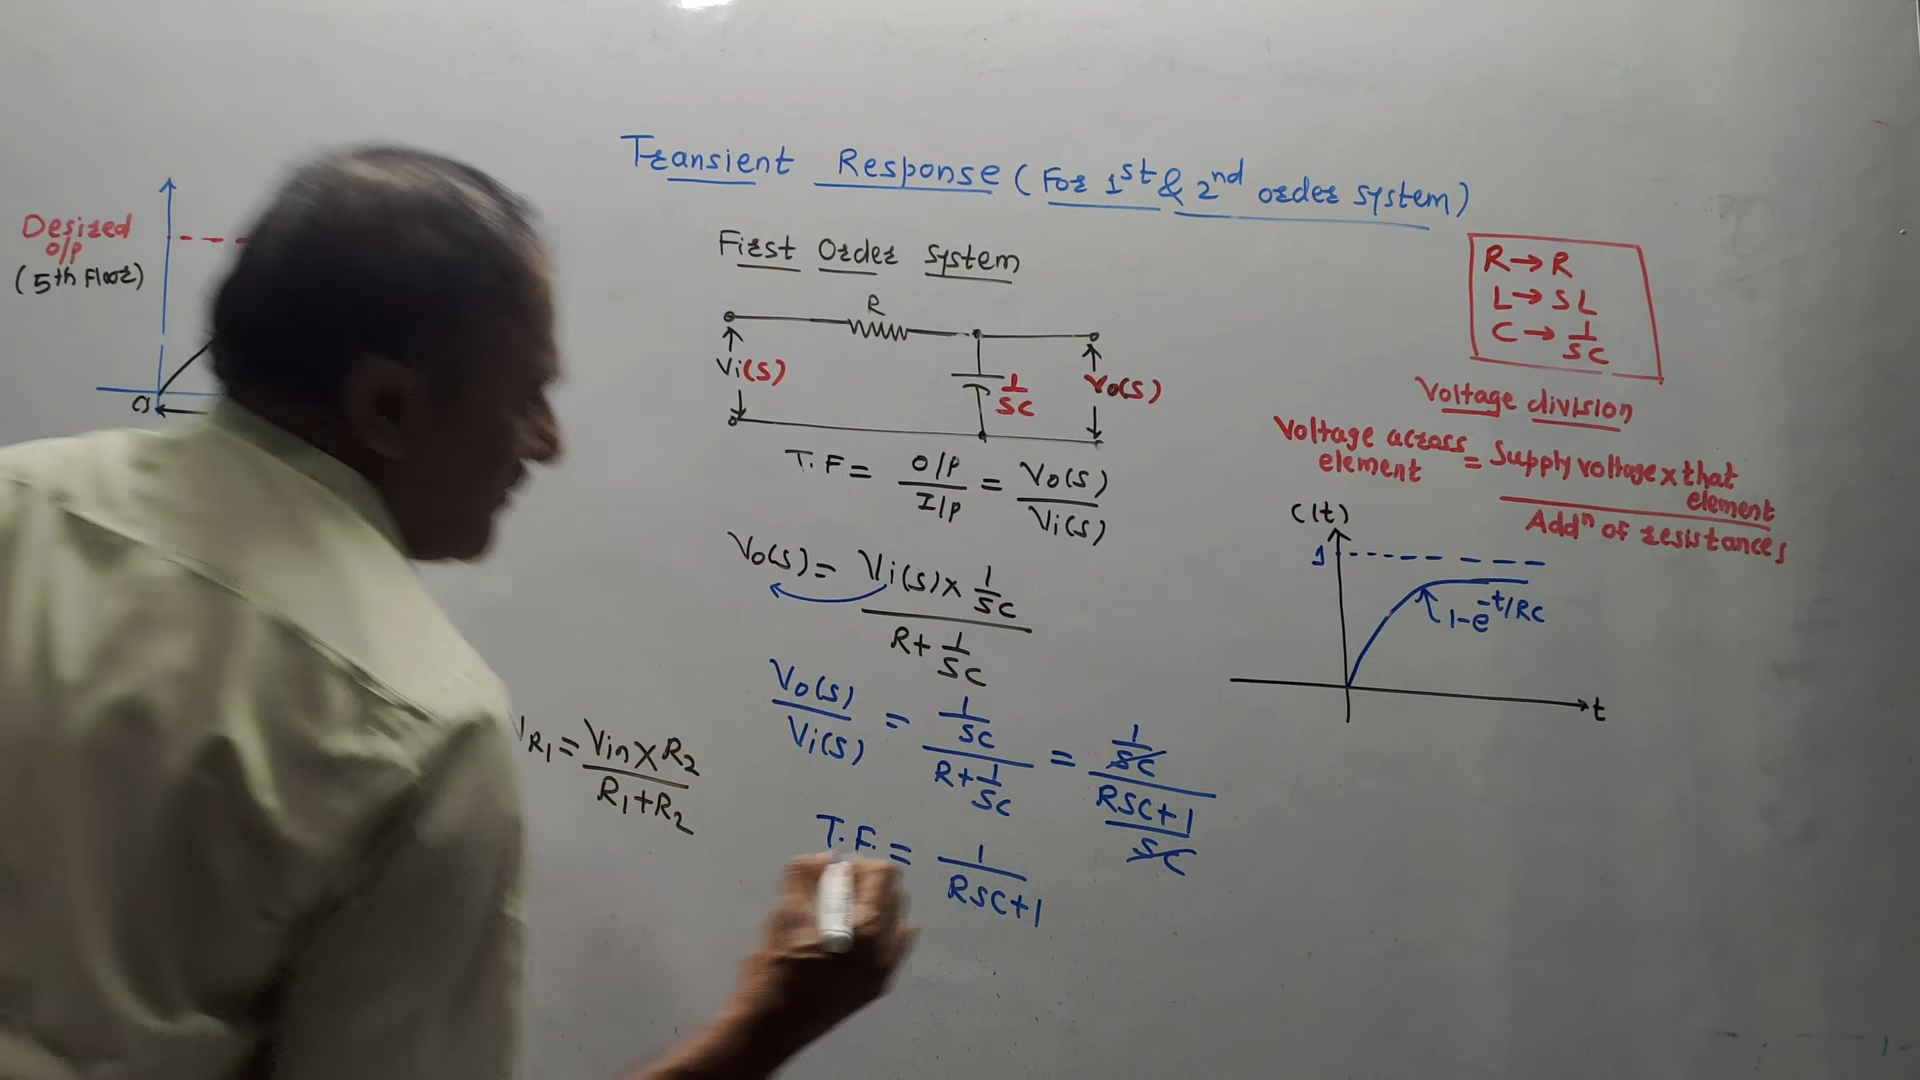 Transient Response (For 1st & 2nd order system)
Desired
O/P
(5th Floor)
0
First Order System
R
Vi(s)
1/SC
Vo(s)
T.F = O/P / I/P = Vo(s) / Vi(s)
Vo(s) = Vi(s) x 1/SC / R + 1/SC
Vo(s) / Vi(s) = 1/SC / R + 1/SC = 1/SC / RSC+1 / SC
T.F. = 1 / RSC+1
R1 = Vin X R2 / R1+R2
R → R
L → SL
C → 1/SC
Voltage division
Voltage across element = Supply voltage x that element / Addn of resistances
C(t)
1
1-e^-t/RC
t